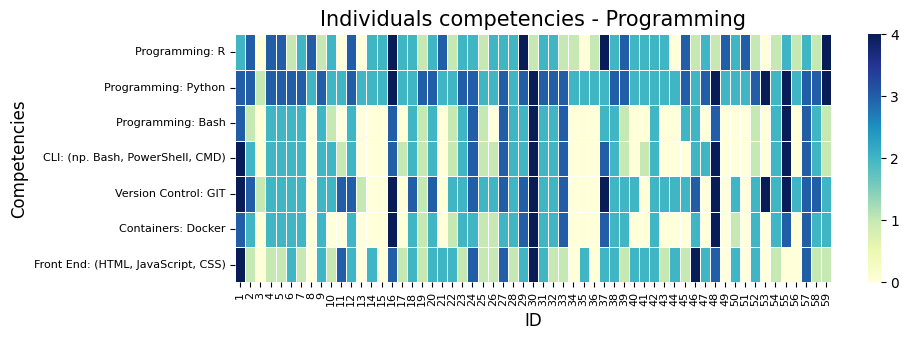 Individuals competencies - Programming
Competencies
Programming: R
Programming: Python
Programming: Bash
CLI: (np. Bash, PowerShell, CMD)
Version Control: GIT
Containers: Docker
Front End: (HTML, JavaScript, CSS)
1 2 3 4 5 6 7 8 9 10 11 12 13 14 15 16 17 18 19 20 21 22 23 24 25 26 27 28 29 30 31 32 33 34 35 36 37 38 39 40 41 42 43 44 45 46 47 48 49 50 51 52 53 54 55 56 57 58 59
ID
4
3
2
1
0